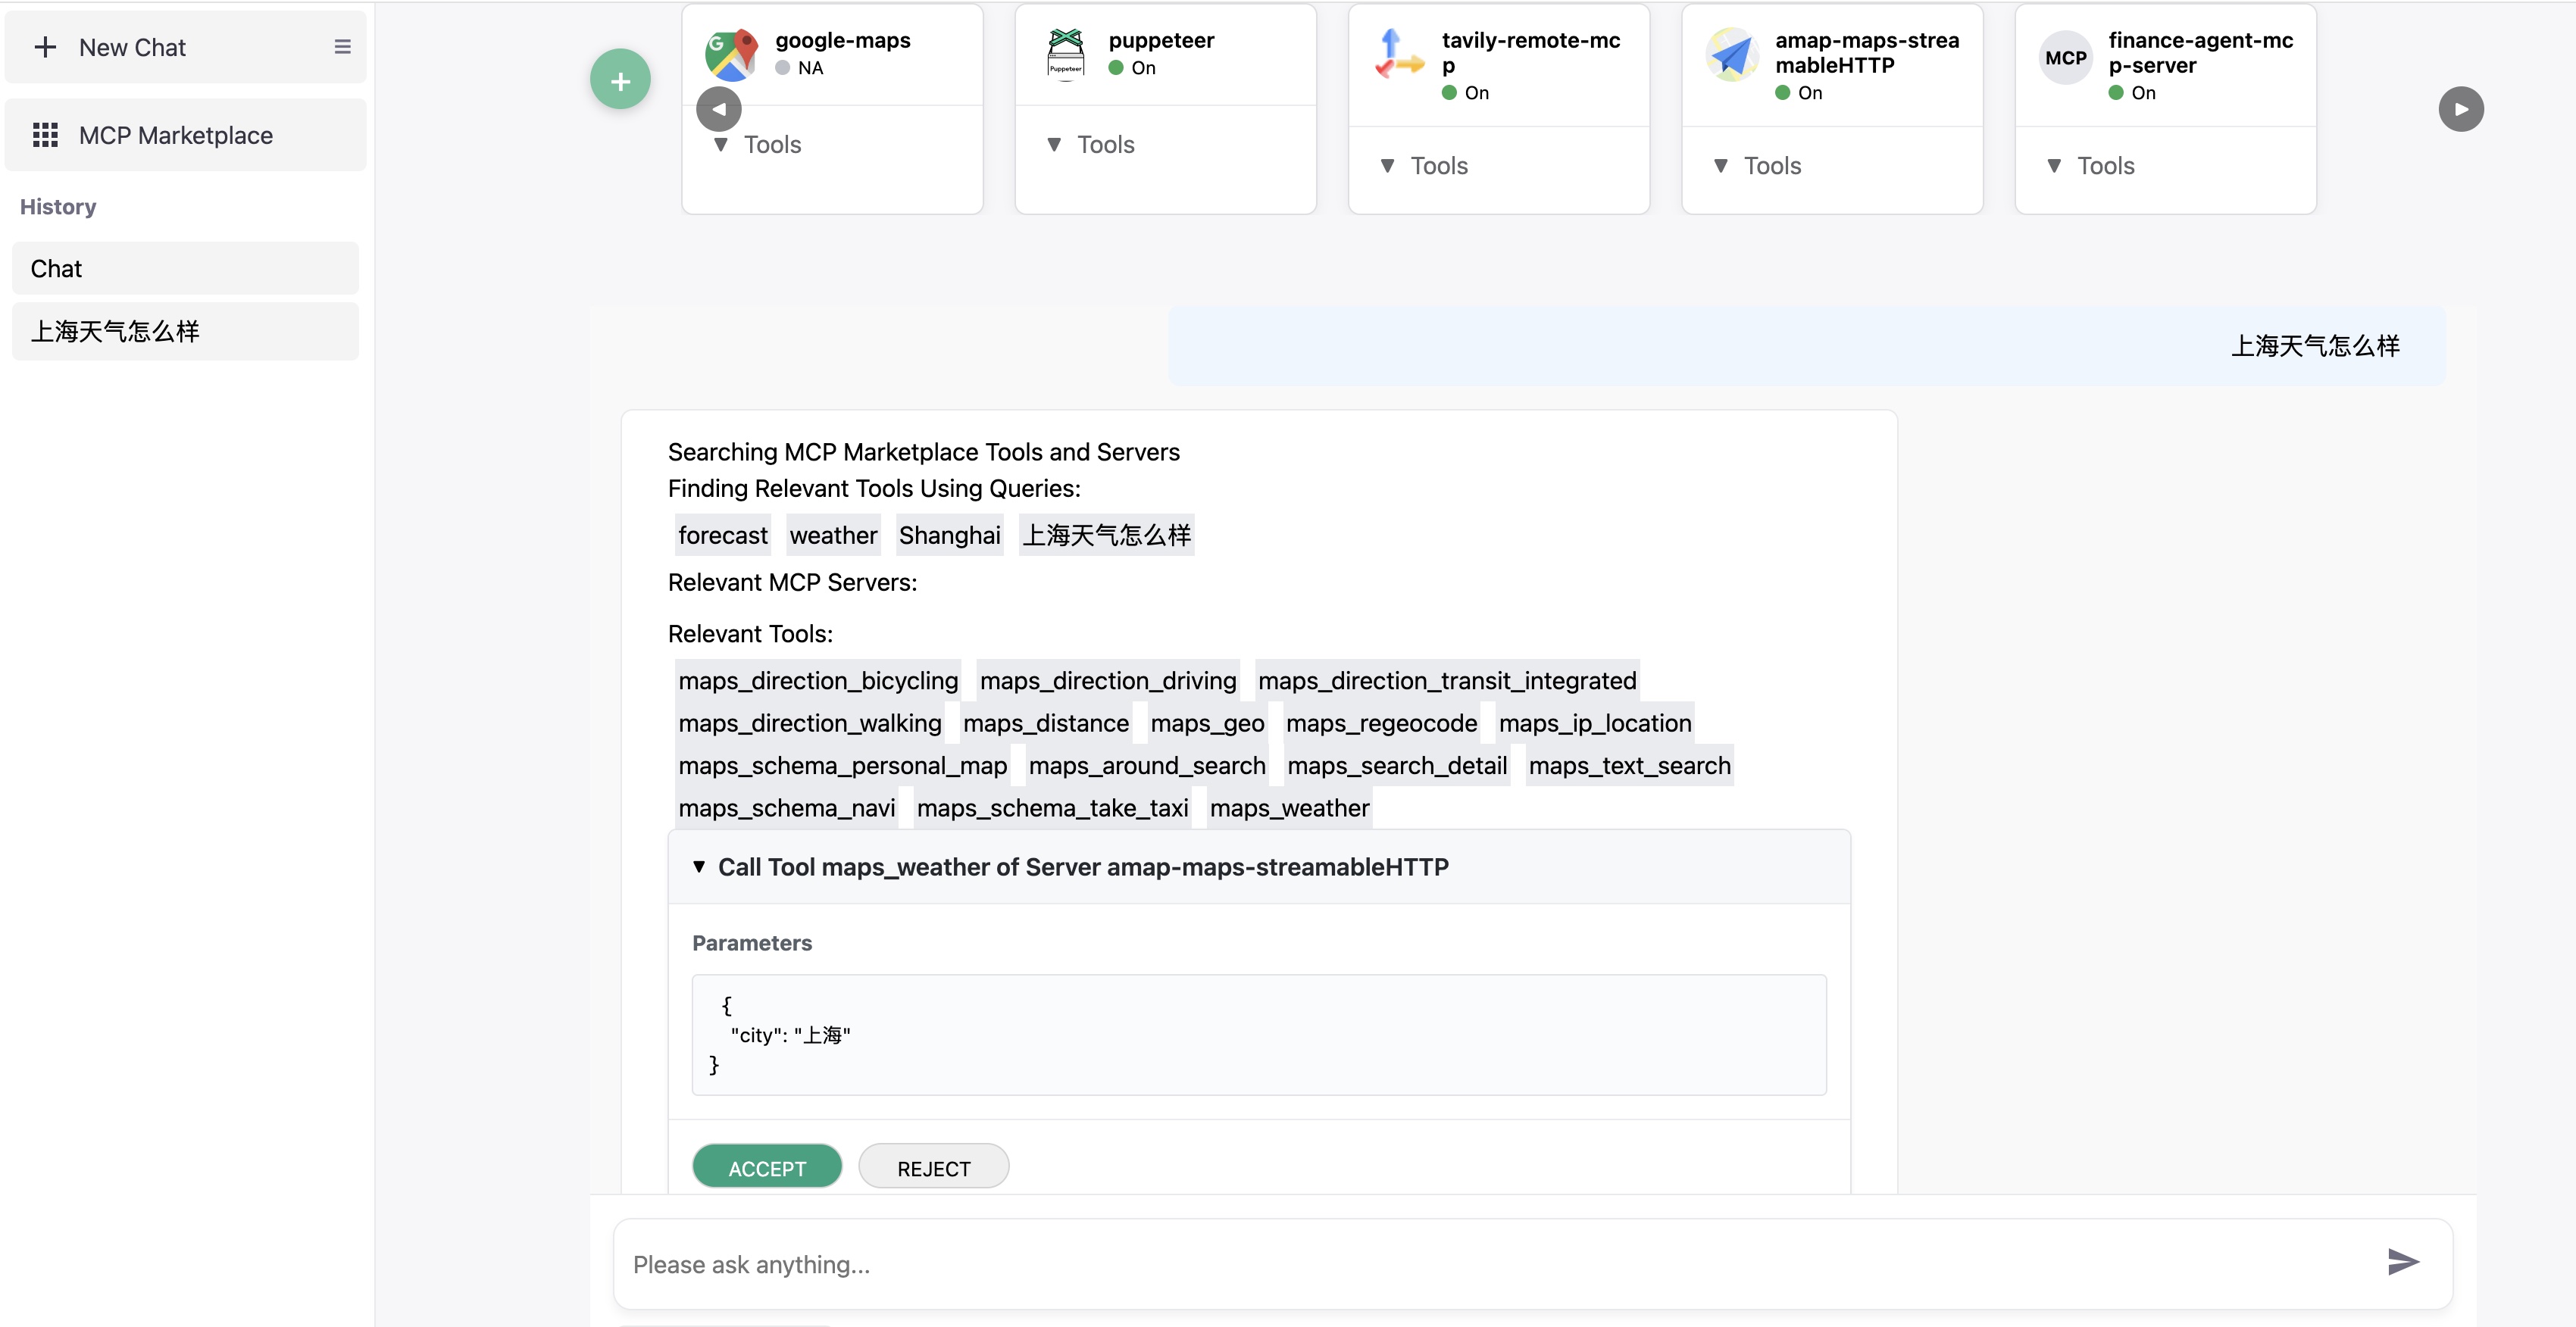 New Chat
MCP Marketplace
History
Chat
上海天气怎么样
+
google-maps
NA
Tools
Puppeteer
puppeteer
On
Tools
tavily-remote-mc
p
On
Tools
amap-maps-strea
mableHTTP
On
Tools
MCP
finance-agent-mc
p-server
On
Tools
上海天气怎么样
Searching MCP Marketplace Tools and Servers
Finding Relevant Tools Using Queries:
forecast weather Shanghai 上海天气怎么样
Relevant MCP Servers:
Relevant Tools:
maps_direction_bicycling maps_direction_driving maps_direction_transit_integrated
maps_direction_walking maps_distance maps_geo maps_regeocode maps_ip_location
maps_schema_personal_map maps_around_search maps_search_detail maps_text_search
maps_schema_navi maps_schema_take_taxi maps_weather
Call Tool maps_weather of Server amap-maps-streamableHTTP
Parameters
{
"city": "上海"
}
ACCEPT REJECT
Please ask anything...